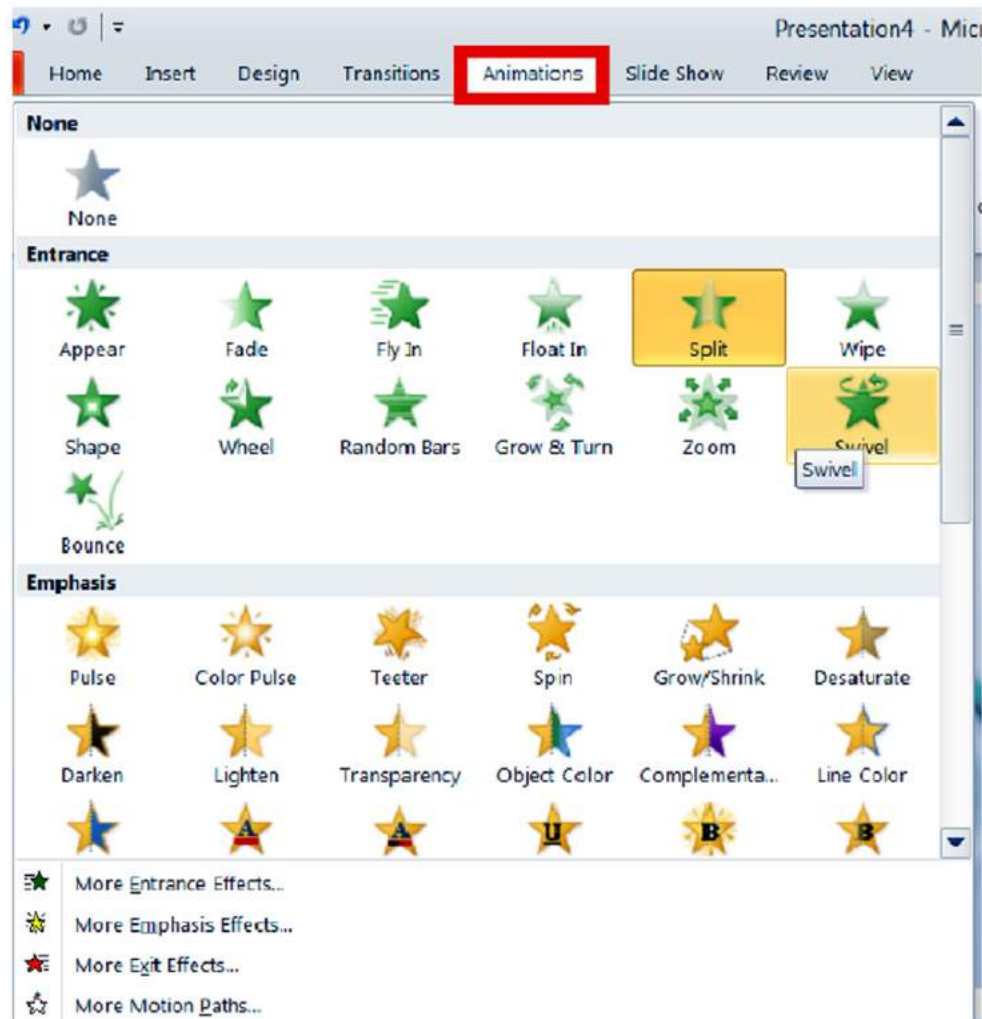 Presentation4 - Mic
Home Insert Design Transitions Animations Slide Show Review View
None
None
Entrance
Appear Fade Fly In Float In Split Wipe
Shape Wheel Random Bars Grow & Turn Zoom Swivel
Swivel
Bounce
Emphasis
Pulse Color Pulse Teeter Spin Grow/Shrink Desaturate
Darken Lighten Transparency Object Color Complementa... Line Color
A A U B B
More Entrance Effects...
More Emphasis Effects...
More Exit Effects...
More Motion Paths...